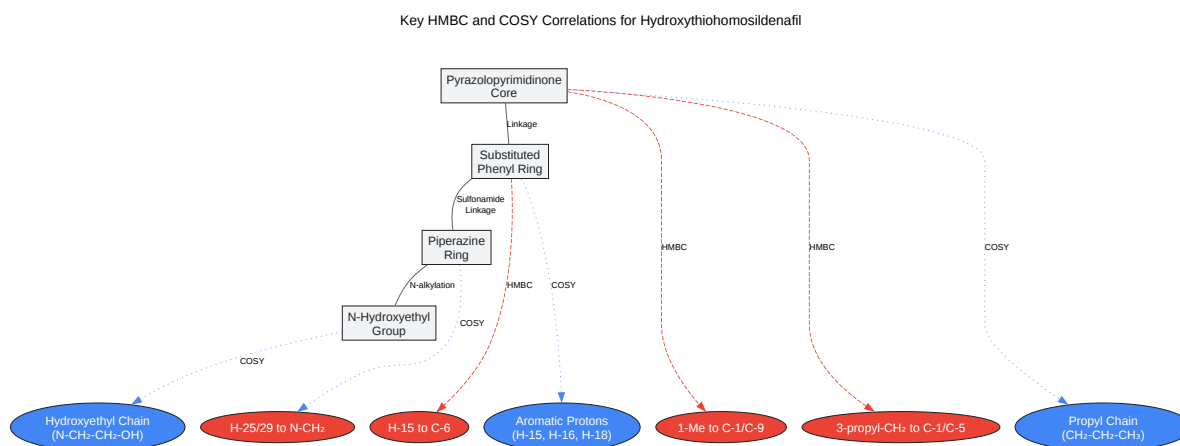 Key HMBC and COSY Correlations for Hydroxythiohomosildenafil
Pyrazolopyrimidinone
Core
Linkage
Substituted
Phenyl Ring
Sulfonamide
Linkage
Piperazine
Ring
HMBC
HMBC
COSY
N-alkylation
HMBC
COSY
N-Hydroxyethyl
Group
COSY
COSY
Hydroxyethyl Chain
(N-CH₂-CH₂-OH)
H-25/29 to N-CH₂
H-15 to C-6
Aromatic Protons
(H-15, H-16, H-18)
1-Me to C-1/C-9
3-propyl-CH₂ to C-1/C-5
Propyl Chain
(CH₂-CH₂-CH₃)